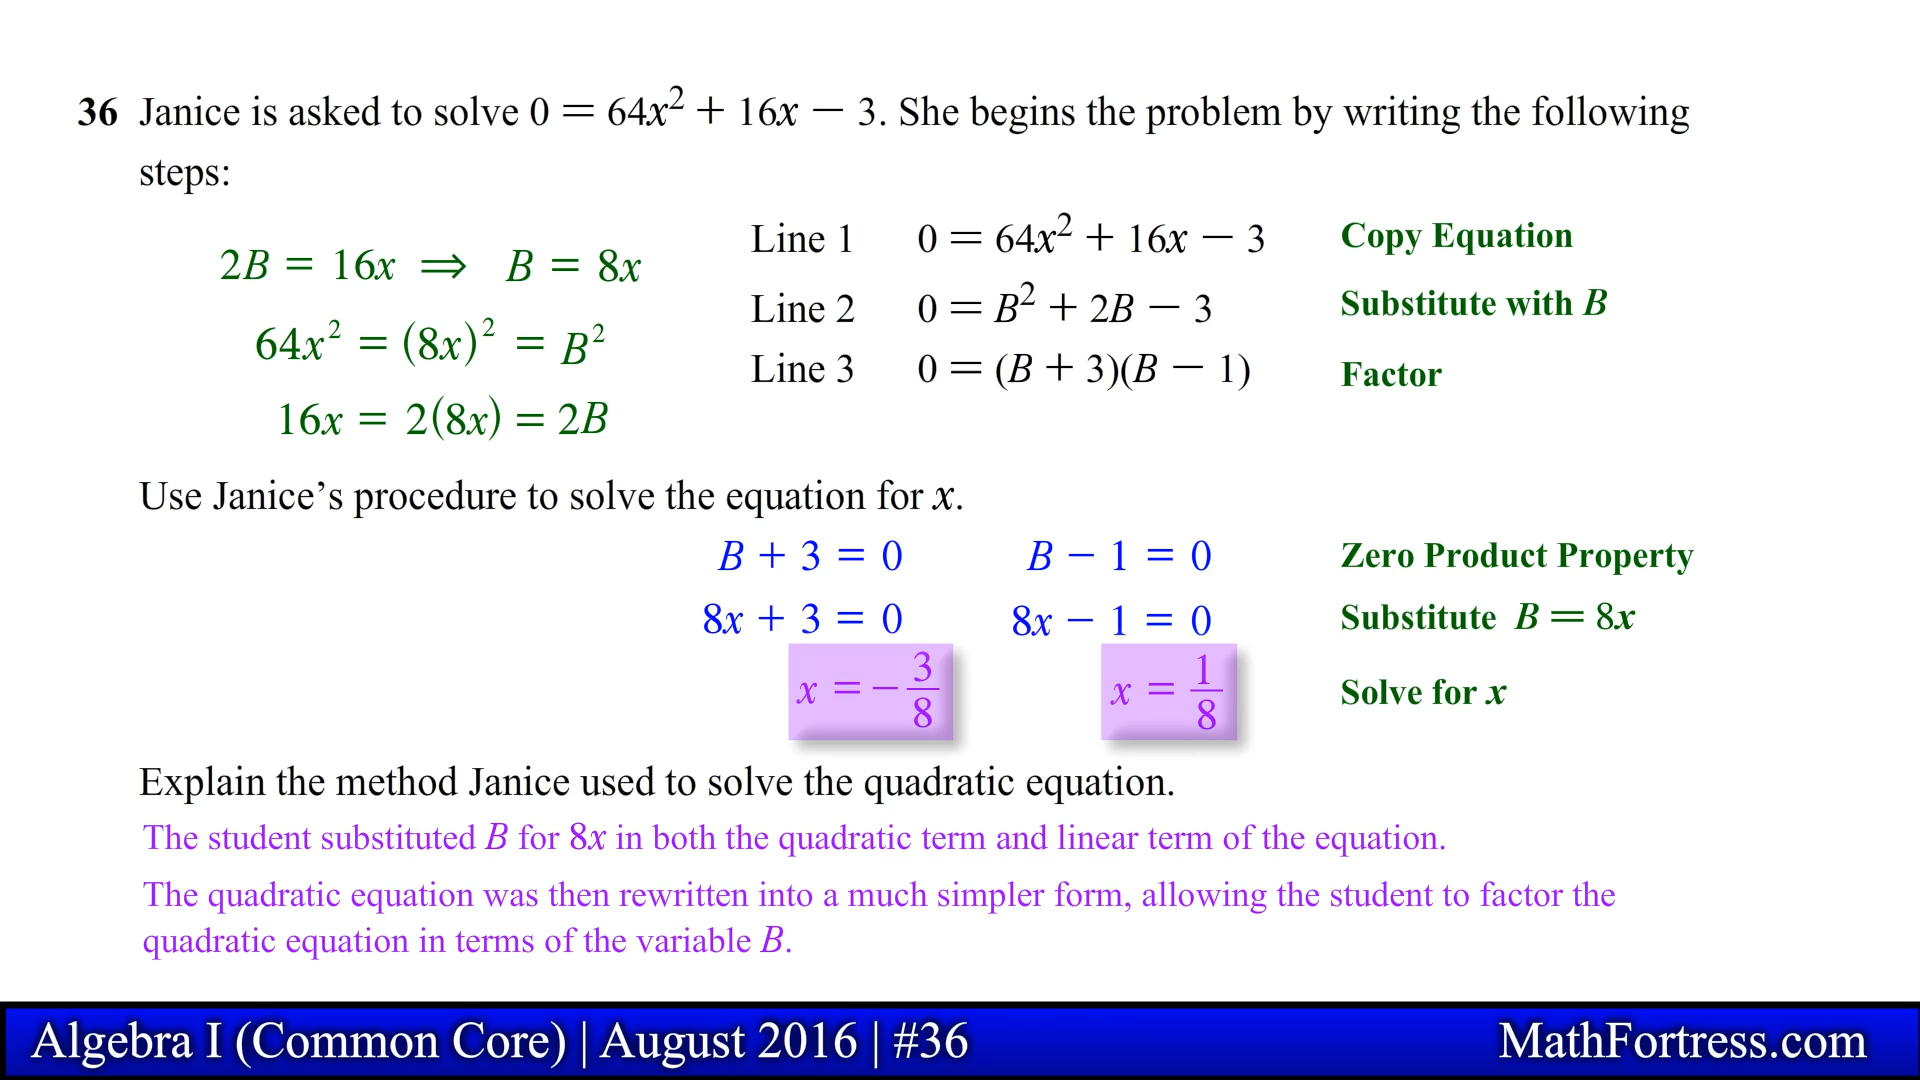 36 Janice is asked to solve 0 = 64x² + 16x − 3. She begins the problem by writing the following
steps:
Line 1 0 = 64x² + 16x − 3 Copy Equation
2B = 16x ⟹ B = 8x
Line 2 0 = B² + 2B − 3 Substitute with B
64x² = (8x)² = B²
Line 3 0 = (B + 3)(B − 1) Factor
16x = 2(8x) = 2B
Use Janice’s procedure to solve the equation for x.
B + 3 = 0 B − 1 = 0 Zero Product Property
8x + 3 = 0 8x − 1 = 0 Substitute B = 8x
x = −3/8 x = 1/8 Solve for x
Explain the method Janice used to solve the quadratic equation.
The student substituted B for 8x in both the quadratic term and linear term of the equation.
The quadratic equation was then rewritten into a much simpler form, allowing the student to factor the
quadratic equation in terms of the variable B.
Algebra I (Common Core) | August 2016 | #36 MathFortress.com